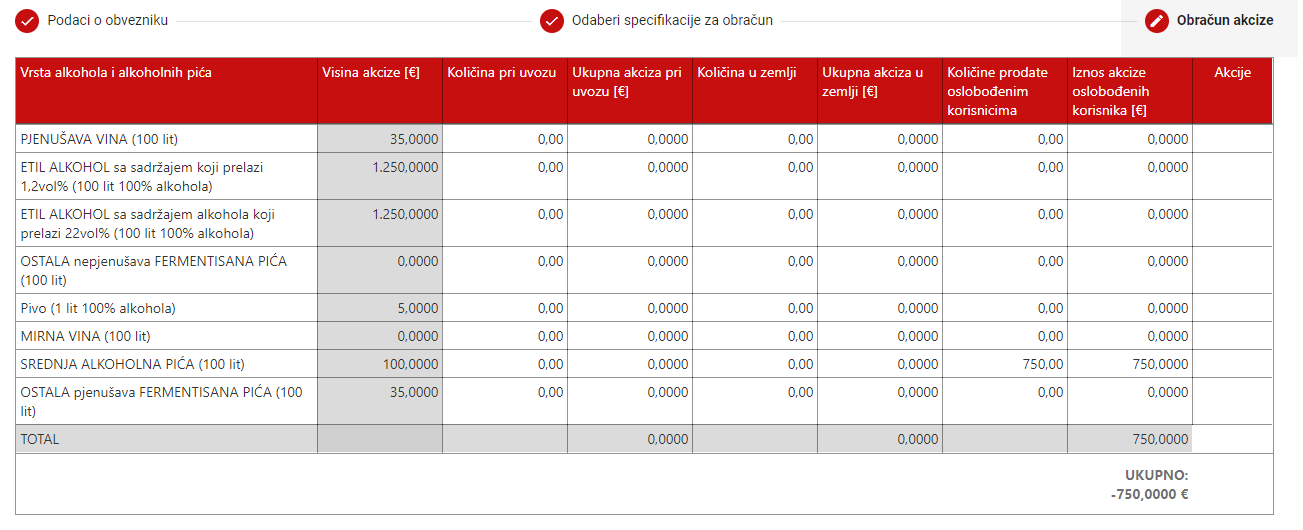 Podaci o obvezniku
Odaberi specifikacije za obračun
Obračun akcize
Vrsta alkohola i alkoholnih pića
Visina akcize [€]
Količina pri uvozu
Ukupna akciza pri
uvozu [€]
Količina u zemlji
Ukupna akciza u
zemlji [€]
Količine prodate
oslobođenim
korisnicima
Iznos akcize
oslobođenih
korisnika [€]
Akcije
PJENUŠAVA VINA (100 lit) 35,0000 0,00 0,0000 0,00 0,0000 0,00 0,0000
ETIL ALKOHOL sa sadržajem koji prelazi 1.250,0000 0,00 0,0000 0,00 0,0000 0,00 0,0000
1,2vol% (100 lit 100% alkohola)
ETIL ALKOHOL sa sadržajem alkohola koji 1.250,0000 0,00 0,0000 0,00 0,0000 0,00 0,0000
prelazi 22vol% (100 lit 100% alkohola)
OSTALA nepjenušava FERMENTISANA PIĆA 0,0000 0,00 0,0000 0,00 0,0000 0,00 0,0000
(100 lit)
Pivo (1 lit 100% alkohola) 5,0000 0,00 0,0000 0,00 0,0000 0,00 0,0000
MIRNA VINA (100 lit) 0,0000 0,00 0,0000 0,00 0,0000 0,00 0,0000
SREDNJA ALKOHOLNA PIĆA (100 lit) 100,0000 0,00 0,0000 0,00 0,0000 750,00 750,0000
OSTALA pjenušava FERMENTISANA PIĆA (100 35,0000 0,00 0,0000 0,00 0,0000 0,00 0,0000
lit)
TOTAL 0,0000 0,0000 750,0000
UKUPNO:
-750,0000 €